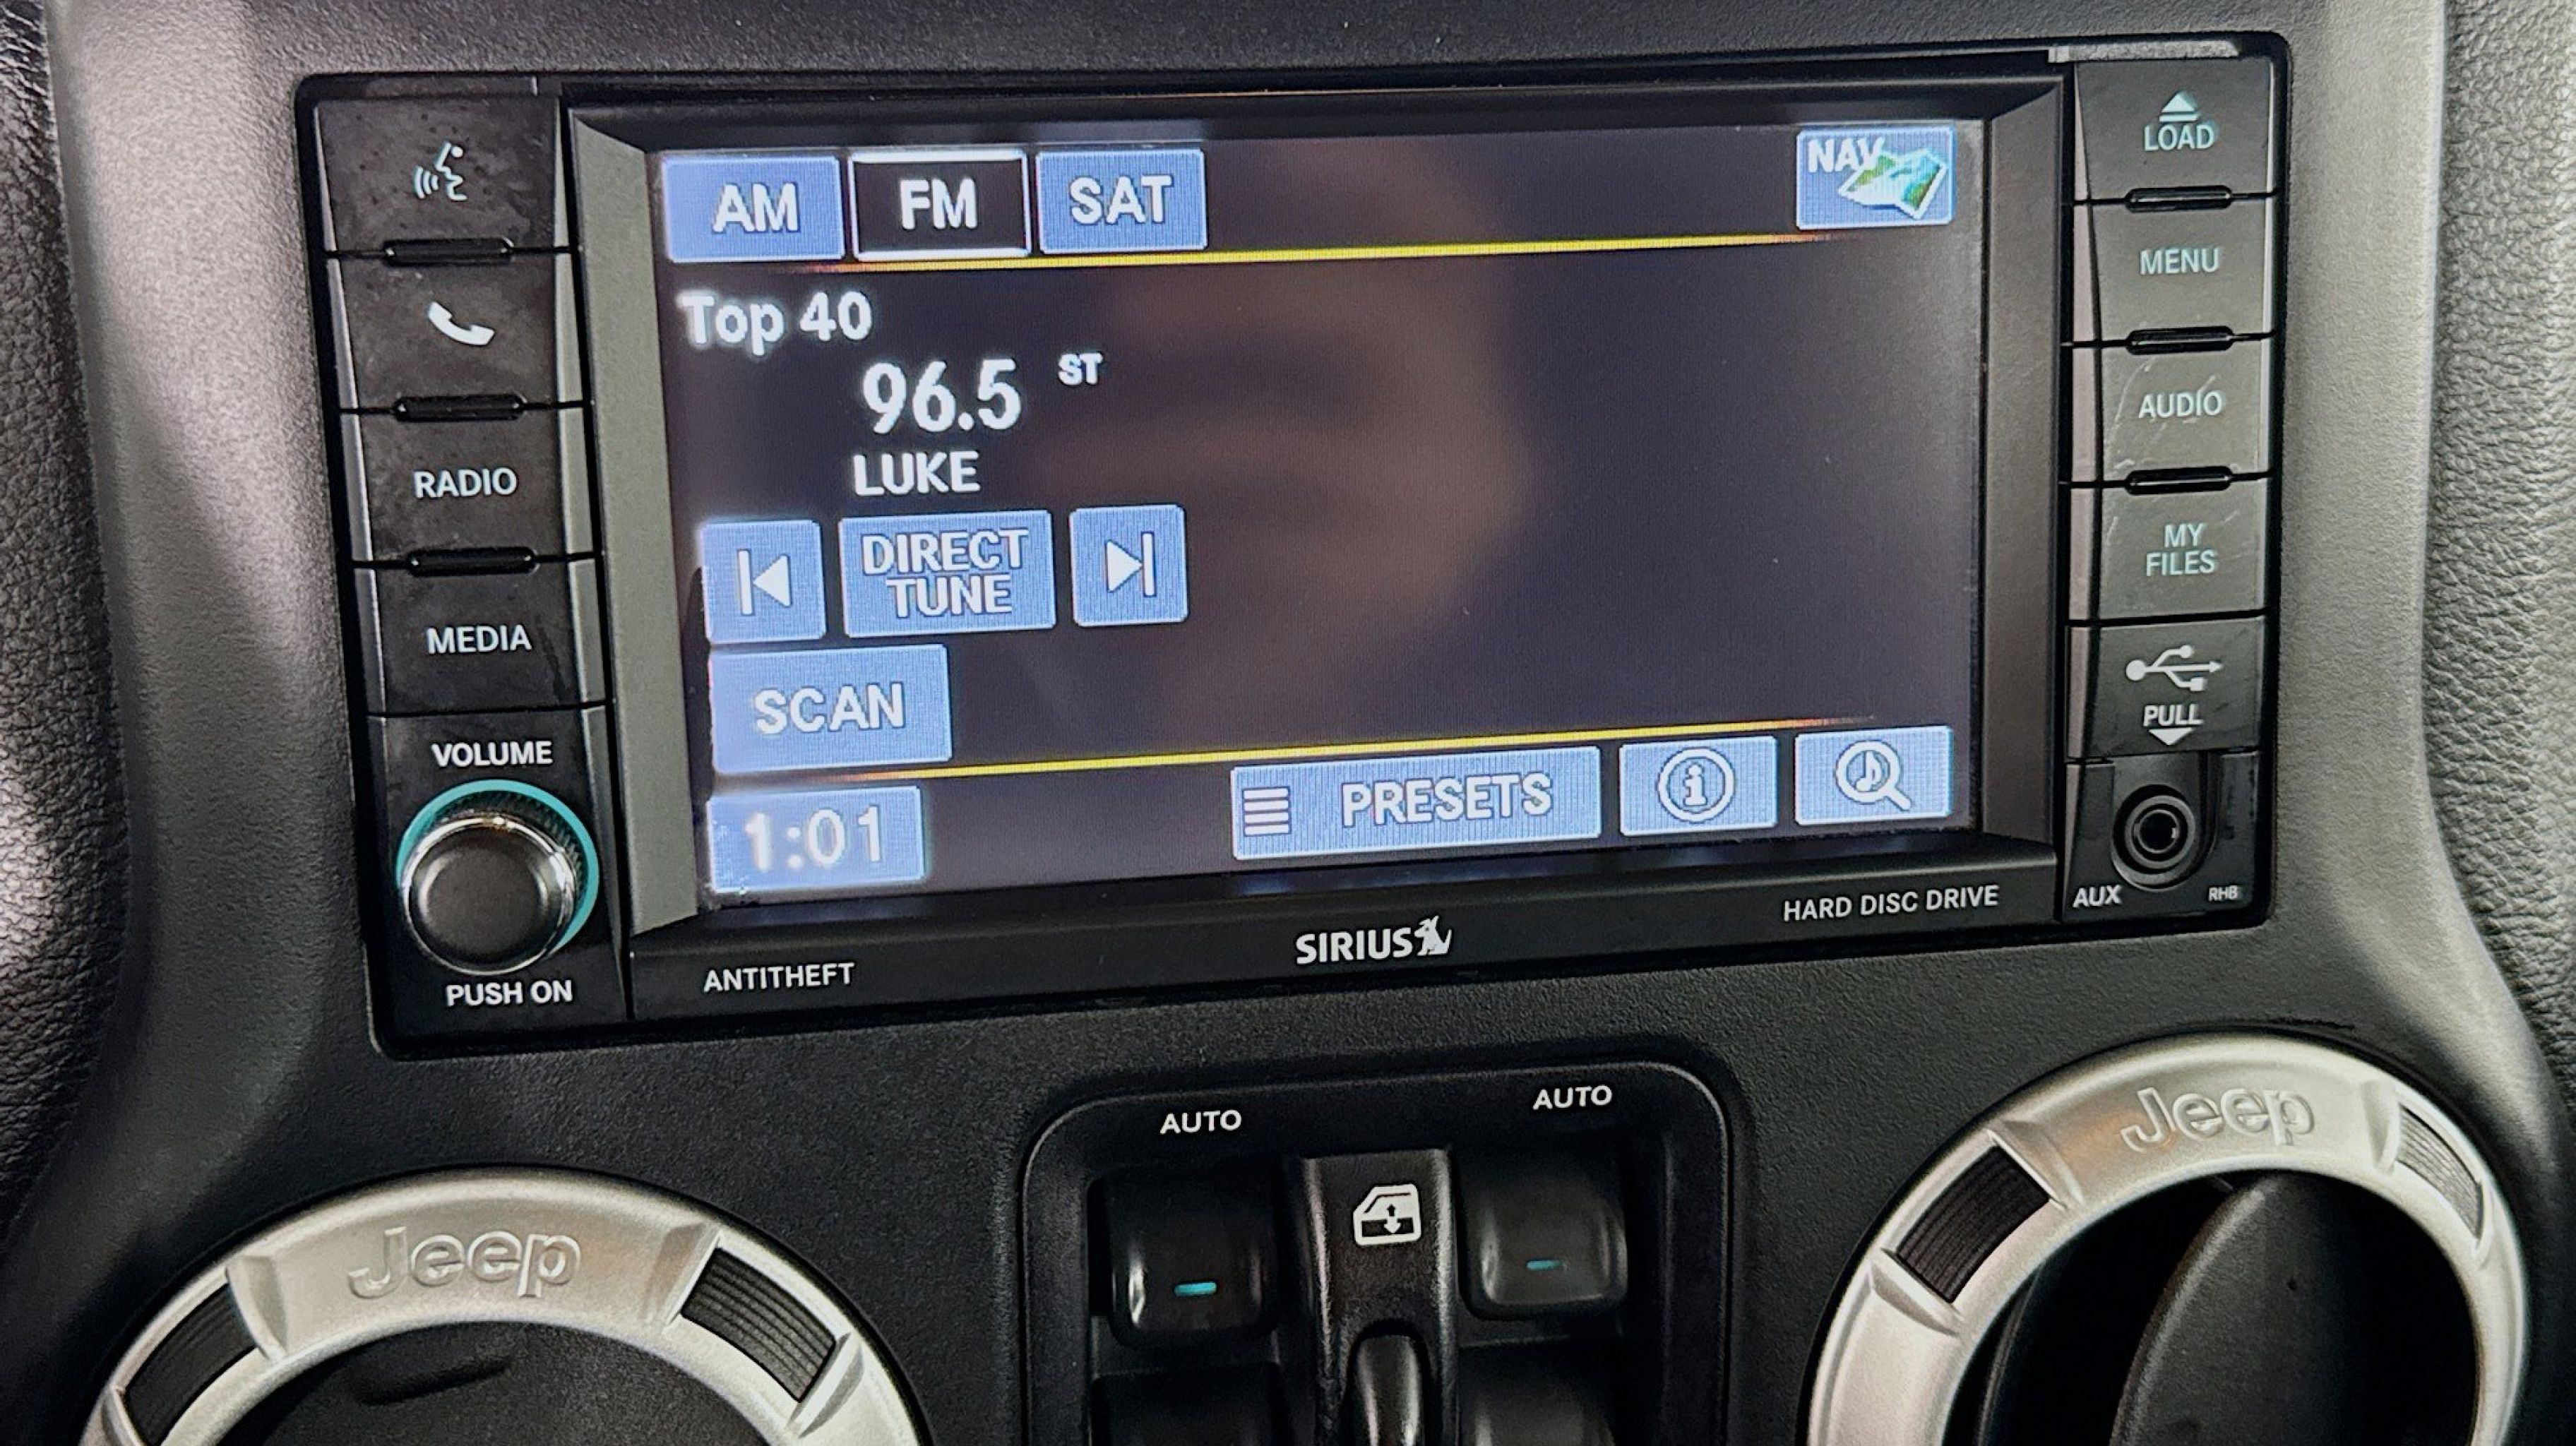 AM FM SAT NAV
Top 40
96.5 ST
LUKE
DIRECT
TUNE
SCAN
1:01 PRESETS
RADIO
MEDIA
VOLUME
PUSH ON
LOAD
MENU
AUDIO
MY
FILES
PULL
AUX RHB
ANTITHEFT
SIRIUS
HARD DISC DRIVE
AUTO AUTO
Jeep
Jeep